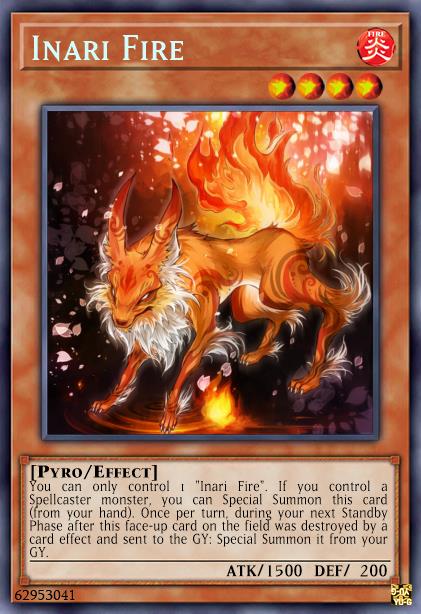 Inari Fire
FIRE
炎
[Pyro/Effect]
You can only control 1 "Inari Fire". If you control a
Spellcaster monster, you can Special Summon this card
(from your hand). Once per turn, during your next Standby
Phase after this face-up card on the field was destroyed by a
card effect and sent to the GY: Special Summon it from your
GY.
ATK/1500 DEF/ 200
62953041